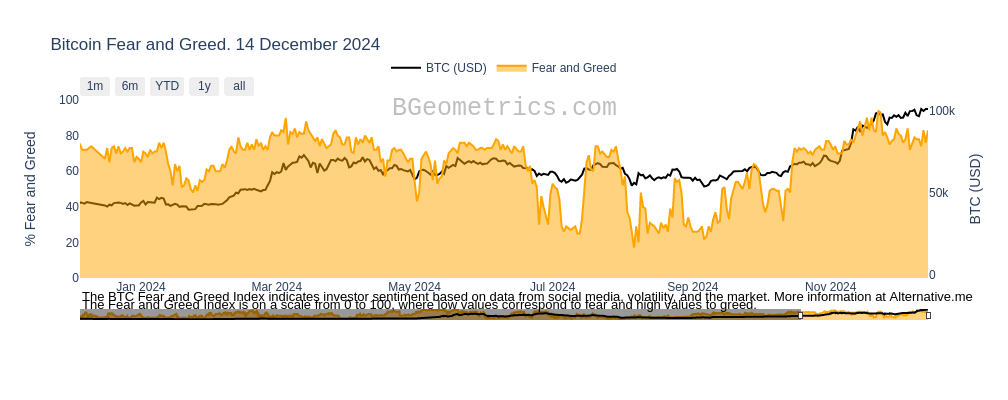 Bitcoin Fear and Greed. 14 December 2024
BTC (USD) Fear and Greed
1m 6m YTD 1y all
BGeometrics.com
100
80
60
40
20
0
% Fear and Greed
100k
50k
0
BTC (USD)
Jan 2024 Mar 2024 May 2024 Jul 2024 Sep 2024 Nov 2024
The BTC Fear and Greed Index indicates investor sentiment based on data from social media, volatility, and the market. More information at Alternative.me
The Fear and Greed Index is on a scale from 0 to 100, where low values correspond to fear and high values to greed.